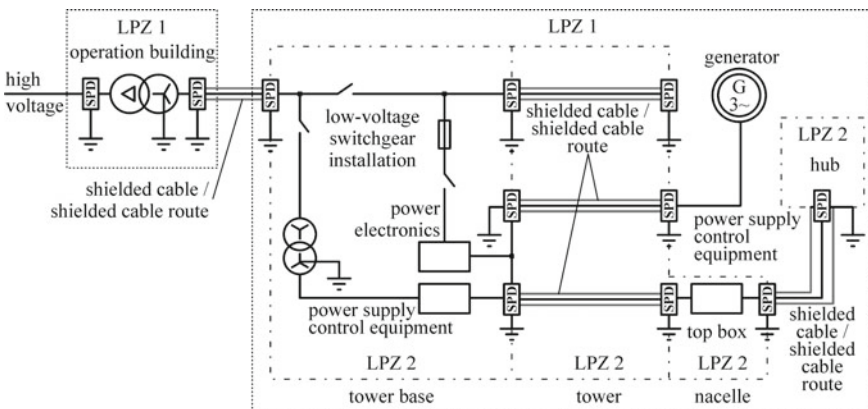 LPZ 1
operation building
high
voltage
SPD
SPD
shielded cable /
shielded cable route
LPZ 1
SPD
low-voltage
switchgear
installation
SPD
SPD
shielded cable /
shielded cable
route
generator
G
3~
LPZ 2
hub
SPD
power
electronics
SPD
SPD
power supply
control
equipment
power supply
control equipment
SPD
SPD
top box
SPD
shielded
cable /
shielded
cable
route
LPZ 2
tower base
LPZ 2
tower
LPZ 2
nacelle